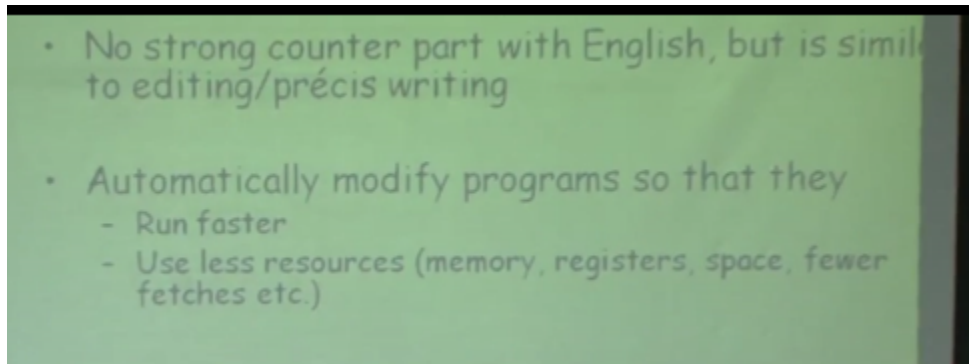 • No strong counter part with English, but is simil
to editing/précis writing
• Automatically modify programs so that they
- Run faster
- Use less resources (memory, registers, space, fewer
fetches etc.)